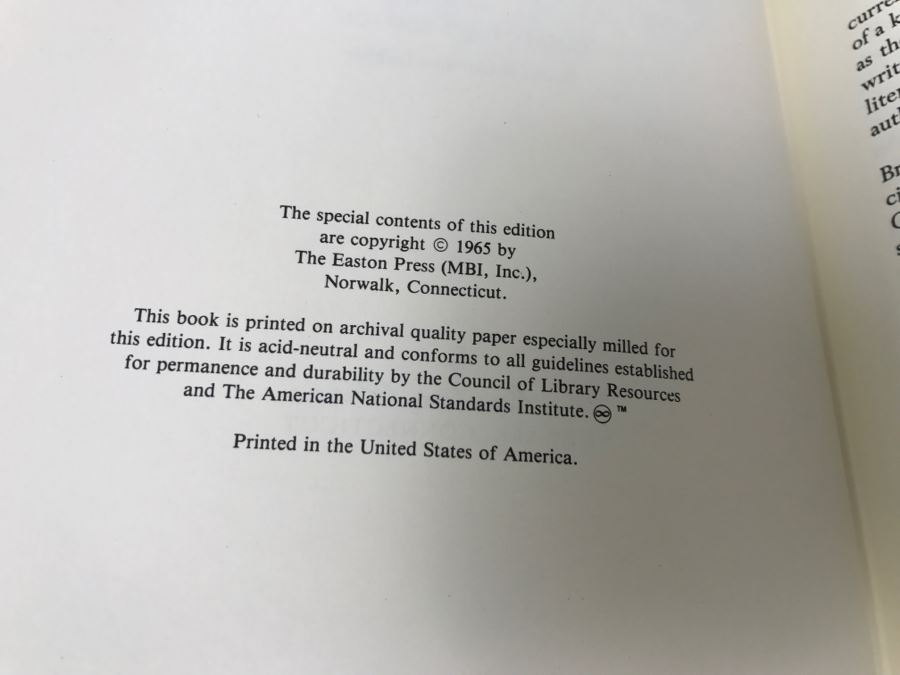 The special contents of this edition
are copyright © 1965 by
The Easton Press (MBI, Inc.),
Norwalk, Connecticut.
This book is printed on archival quality paper especially milled for
this edition. It is acid-neutral and conforms to all guidelines established
for permanence and durability by the Council of Library Resources
and The American National Standards Institute. ♾ ™
Printed in the United States of America.
of a